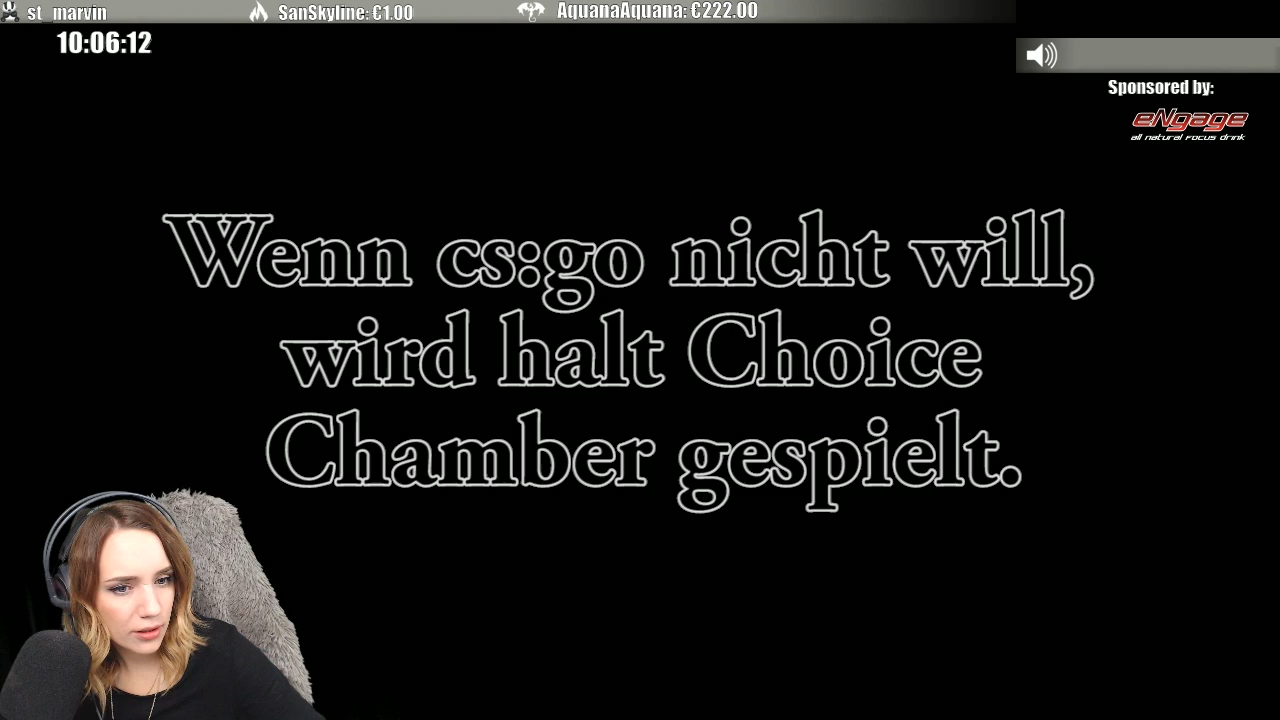 st_marvin SanSkyline: €1.00 AquanaAquana: €222.00
10:06:12
Sponsored by:
eNgage
all natural focus drink
Wenn cs:go nicht will,
wird halt Choice
Chamber gespielt.